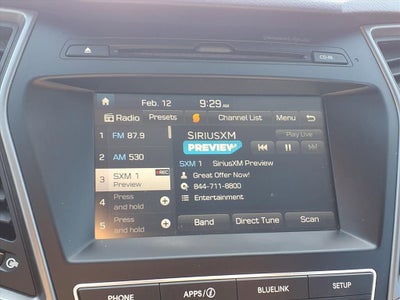 CD-IN
Feb. 12 9:29 AM
Radio Presets Channel List Menu
1 FM 87.9
SIRIUSXM
Play Live
PREVIEW
2 AM 530
SXM 1 SiriusXM Preview
3 SXM 1 REC
Preview
Great Offer Now!
844-711-8800
4 Press
and hold
Entertainment
5 Press
and hold
Band Direct Tune Scan
PHONE APPS/ BLUELINK SETUP